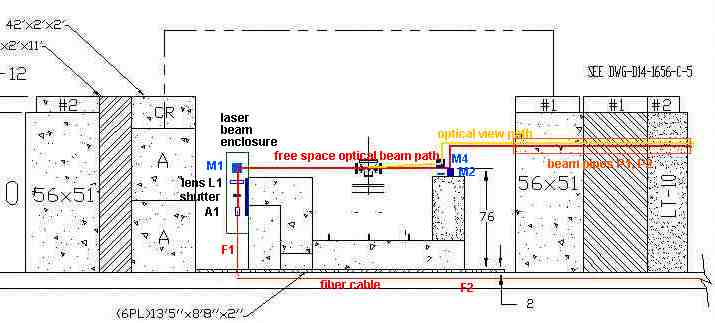 42'x2'x2'
x2'x11'
-12
SEE DWG-D14-1656-C-5
#2
CR
#1
#1
#2
laser
beam
enclosure
optical view path
free space optical beam path
M4
M2
beam pipes P1, P2
M1
A
56x51
lens L1
shutter
A1
56x51
LT-10
O
76
A
F1
fiber cable
F2
2
(6PL)13'5"x8'8"x2"